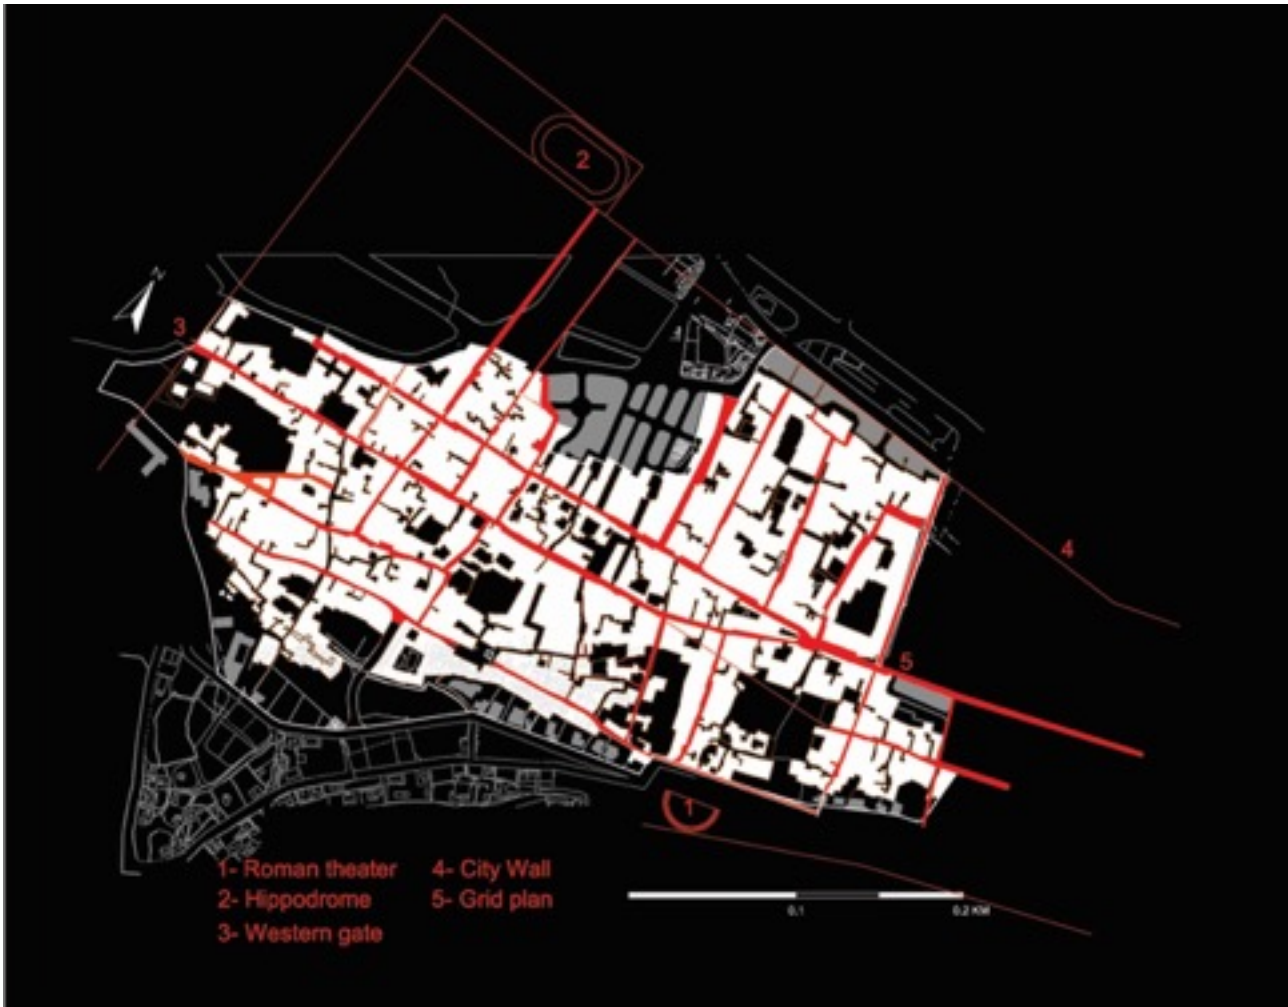 2
N
3
4
5
1
1- Roman theater
2- Hippodrome
3- Western gate
4- City Wall
5- Grid plan
0.1
0.2 KM